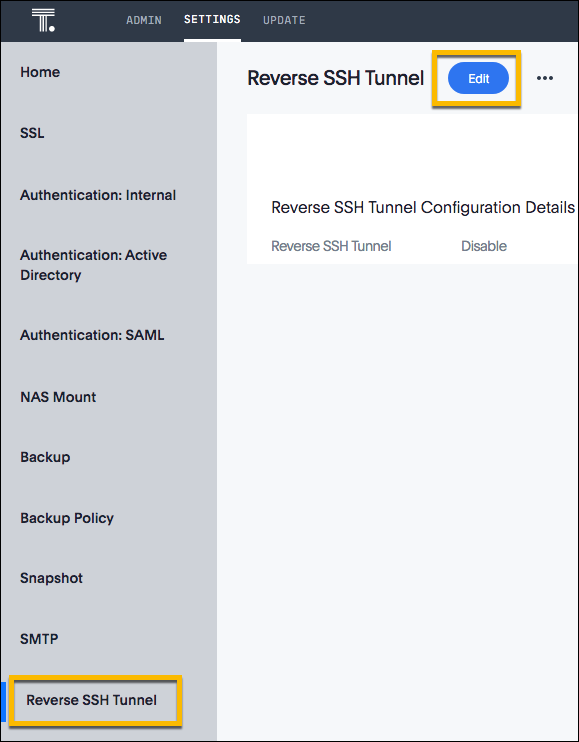 T.
ADMIN SETTINGS UPDATE
Home
SSL
Authentication: Internal
Authentication: Active
Directory
Authentication: SAML
NAS Mount
Backup
Backup Policy
Snapshot
SMTP
Reverse SSH Tunnel
Reverse SSH Tunnel Edit
Reverse SSH Tunnel Configuration Details
Reverse SSH Tunnel Disable